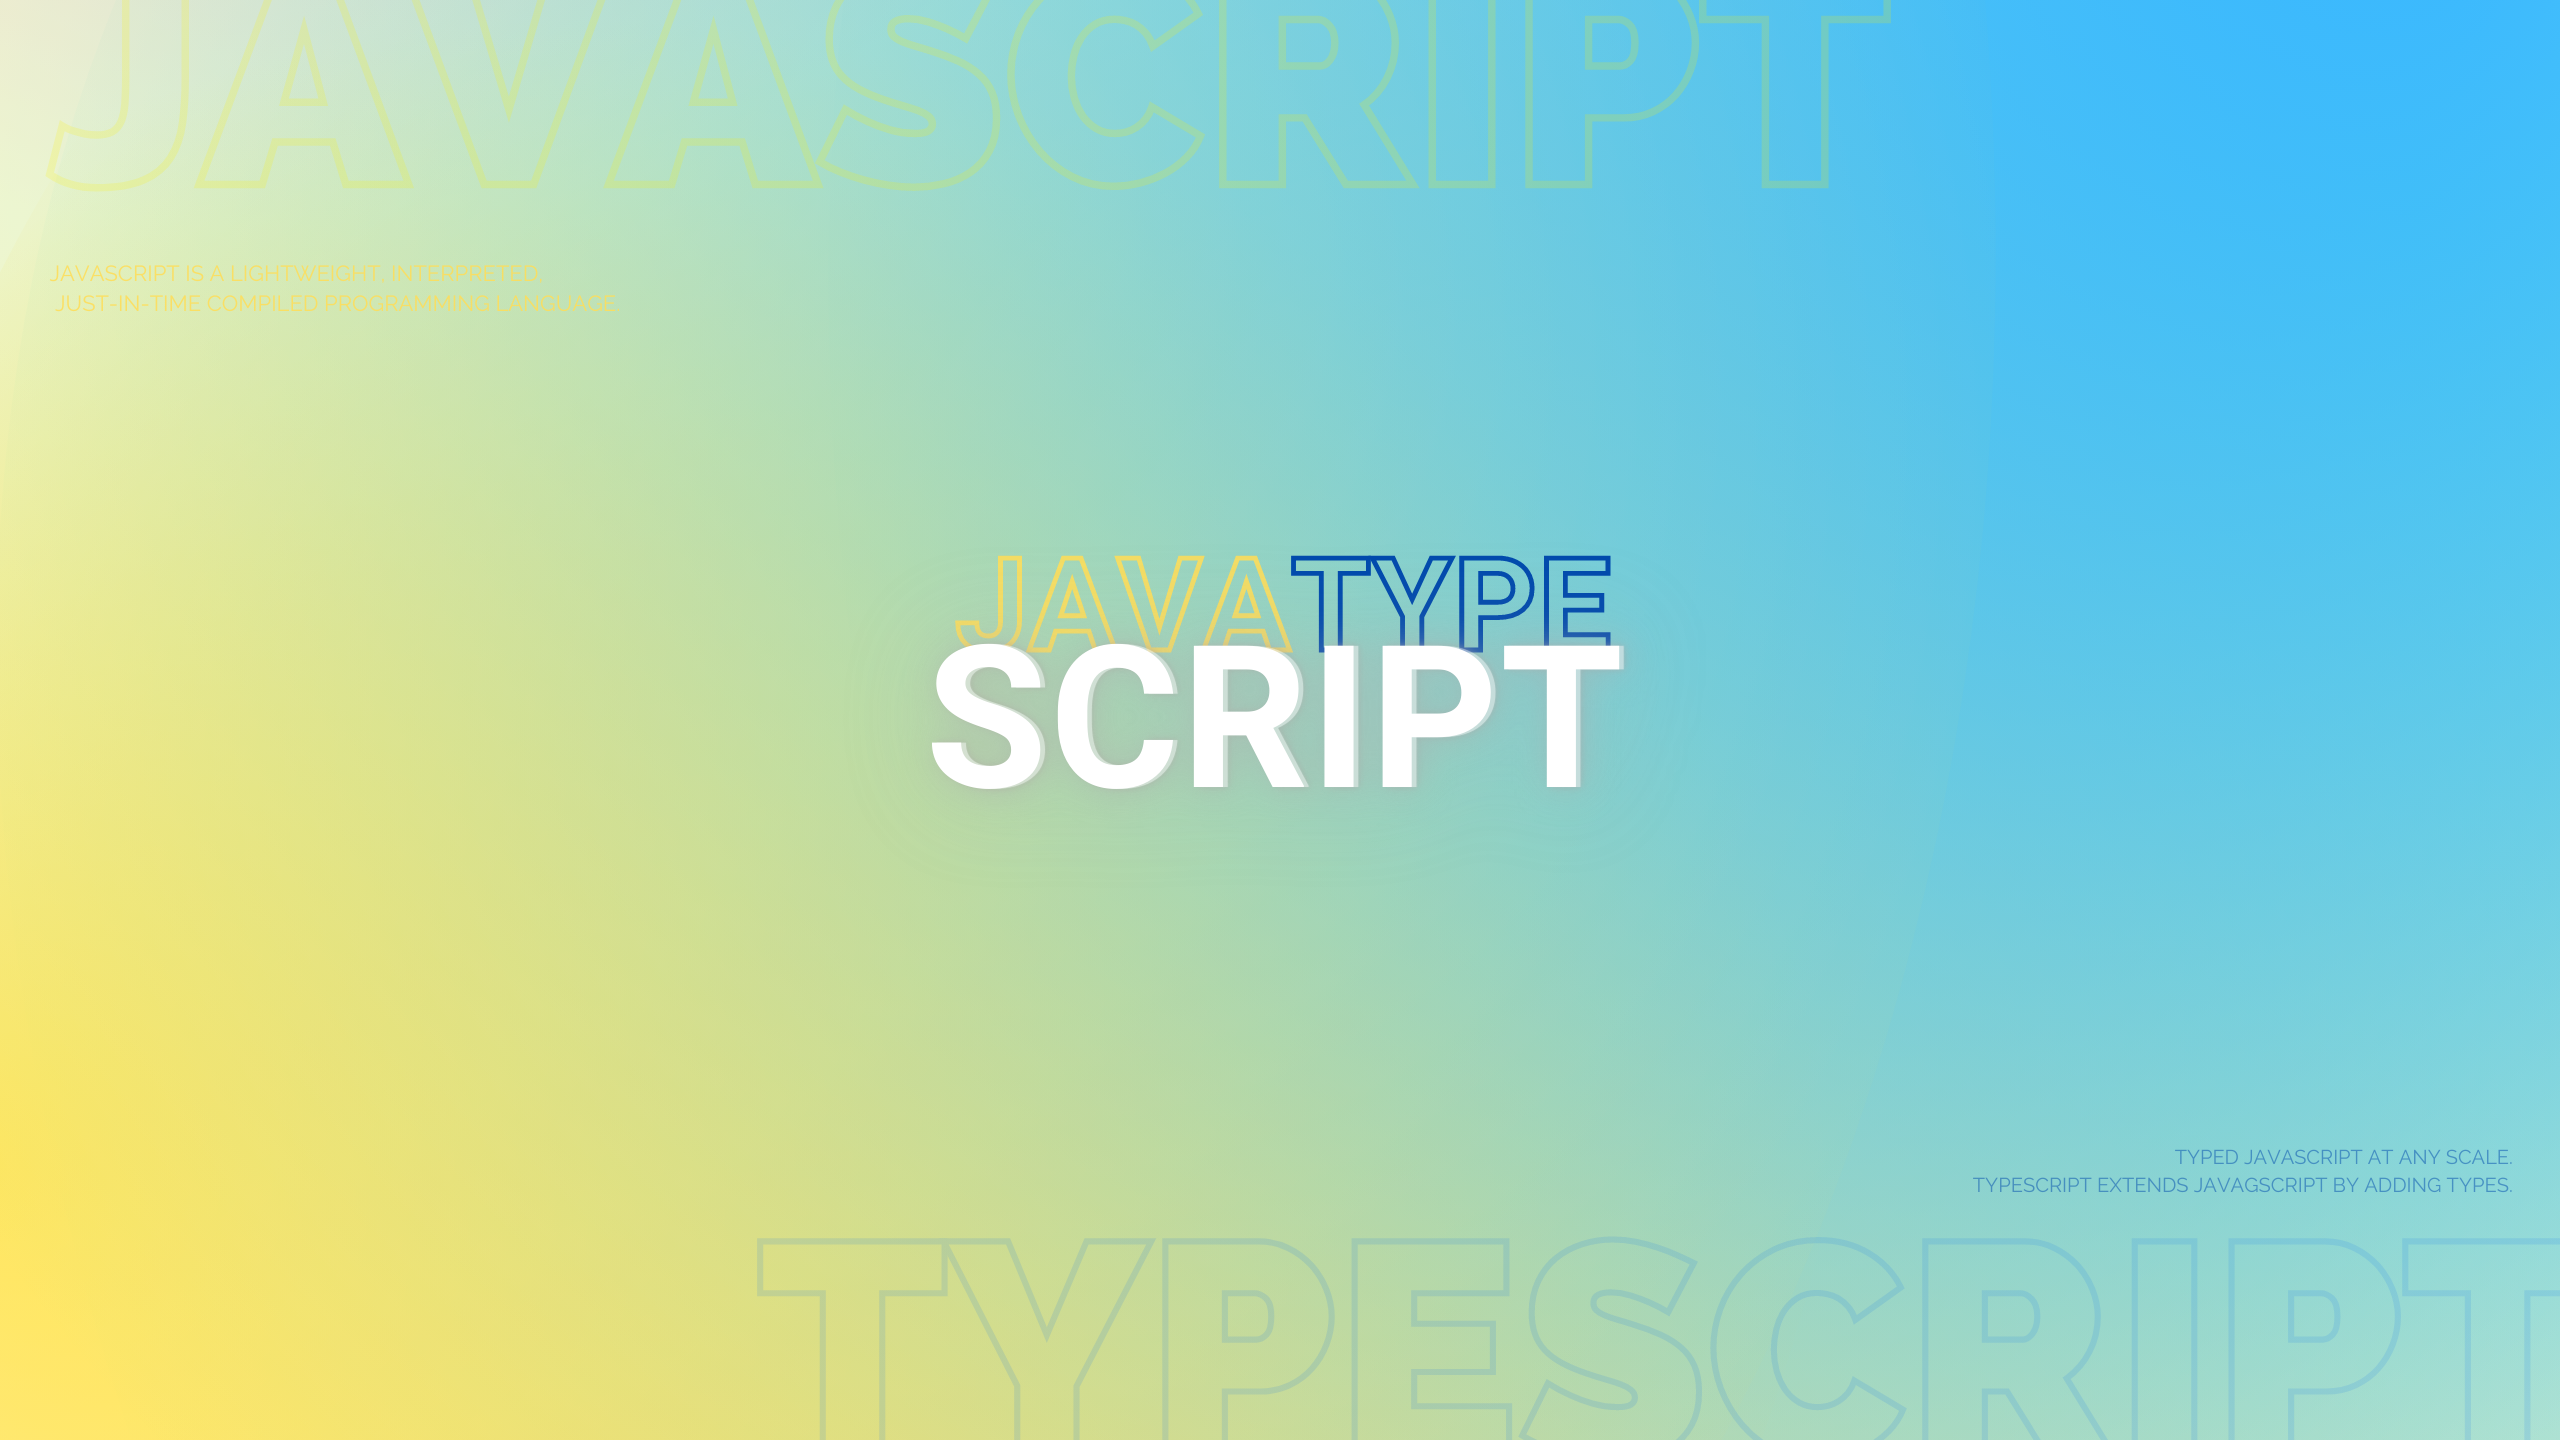 JAVASCRIPT
JAVASCRIPT IS A LIGHTWEIGHT, INTERPRETED,
JUST-IN-TIME COMPILED PROGRAMMING LANGUAGE.
JAVATYPE
SCRIPT
TYPED JAVASCRIPT AT ANY SCALE.
TYPESCRIPT EXTENDS JAVAGSCRIPT BY ADDING TYPES.
TYPESCRIPT